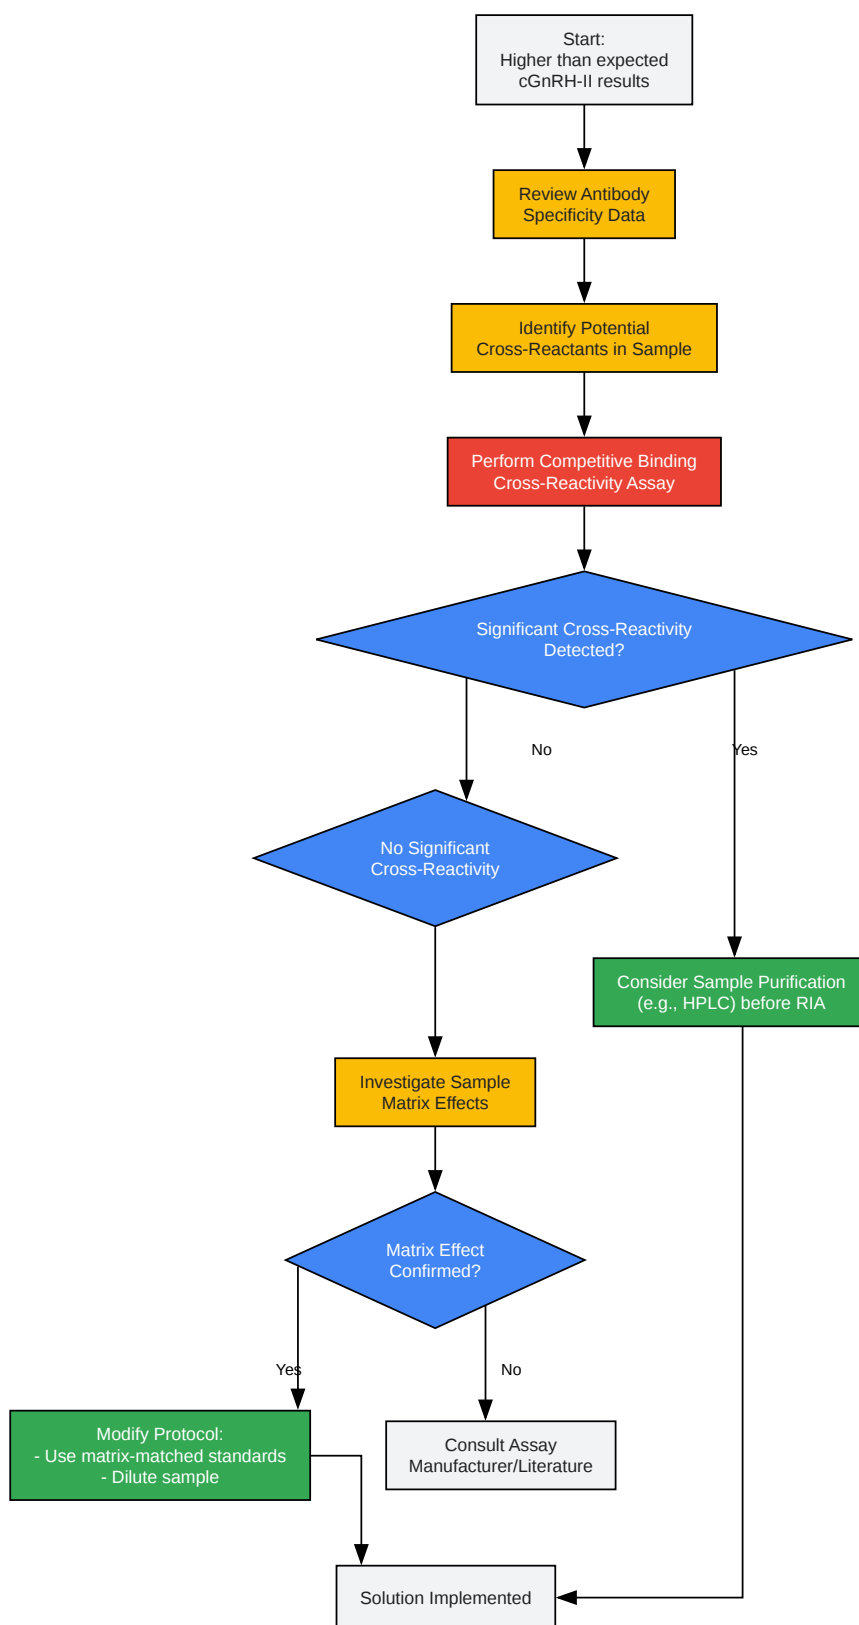 Start:
Higher than expected
cGnRH-II results
Review Antibody
Specificity Data
Identify Potential
Cross-Reactants in Sample
Perform Competitive Binding
Cross-Reactivity Assay
Significant Cross-Reactivity
Detected?
No
Yes
No Significant
Cross-Reactivity
Consider Sample Purification
(e.g., HPLC) before RIA
Investigate Sample
Matrix Effects
Matrix Effect
Confirmed?
Yes
No
Modify Protocol:
- Use matrix-matched standards
- Dilute sample
Consult Assay
Manufacturer/Literature
Solution Implemented